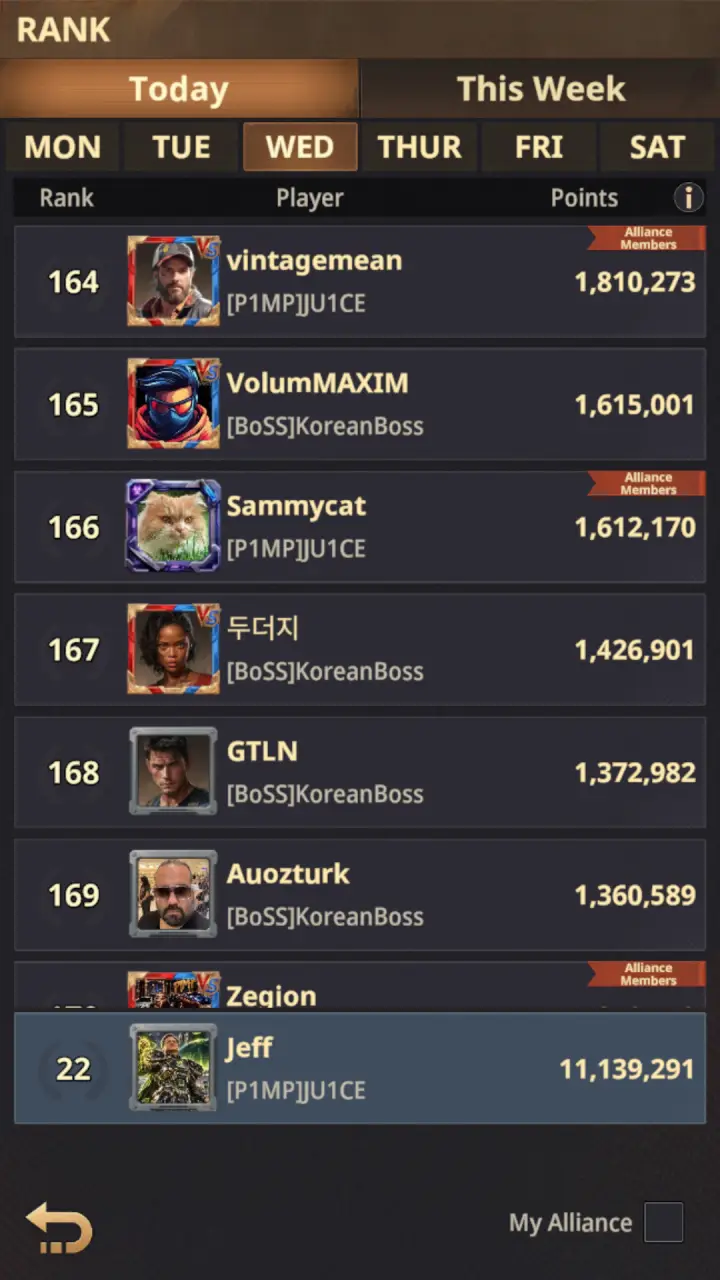 RANK
Today
This Week
MON TUE WED THUR FRI SAT
Rank Player Points
Alliance Members
164 vintagemean 1,810,273
[P1MP]JU1CE
165 VolumMAXIM 1,615,001
[BoSS]KoreanBoss
Alliance Members
166 Sammycat 1,612,170
[P1MP]JU1CE
167 두더지 1,426,901
[BoSS]KoreanBoss
168 GTLN 1,372,982
[BoSS]KoreanBoss
169 Auozturk 1,360,589
[BoSS]KoreanBoss
Alliance Members
Zegion
22 Jeff 11,139,291
[P1MP]JU1CE
My Alliance